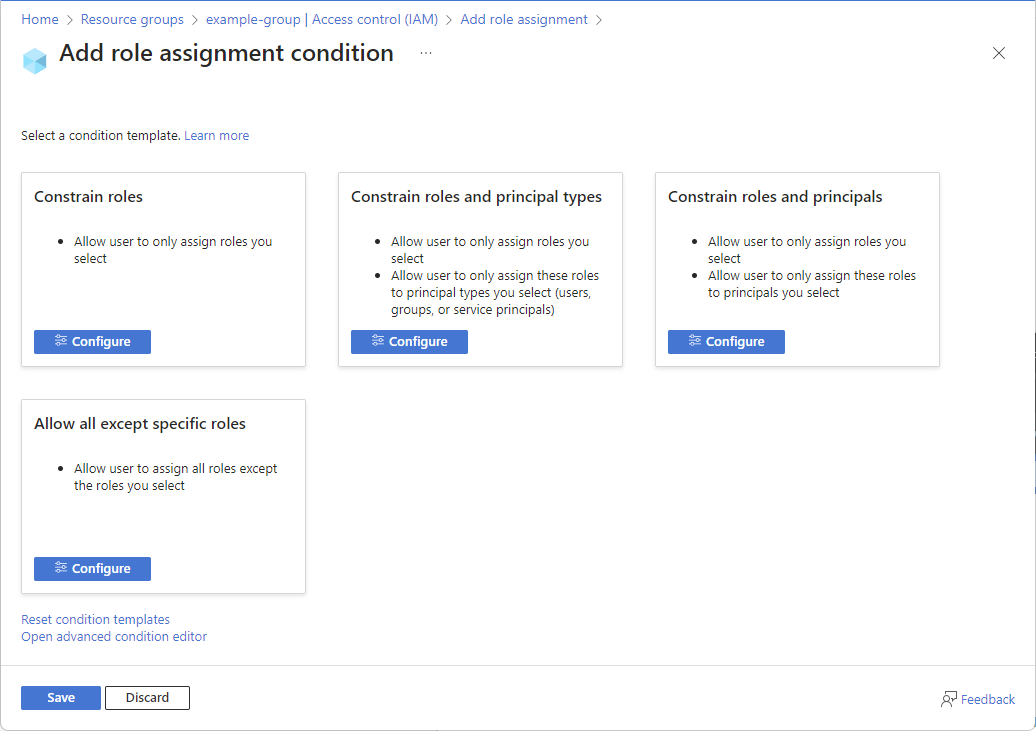 Home > Resource groups > example-group | Access control (IAM) > Add role assignment >
Add role assignment condition ...
Select a condition template. Learn more
Constrain roles
• Allow user to only assign roles you
select
Configure
Constrain roles and principal types
• Allow user to only assign roles you
select
• Allow user to only assign these roles
to principal types you select (users,
groups, or service principals)
Configure
Constrain roles and principals
• Allow user to only assign roles you
select
• Allow user to only assign these roles
to principals you select
Configure
Allow all except specific roles
• Allow user to assign all roles except
the roles you select
Configure
Reset condition templates
Open advanced condition editor
Save
Discard
Feedback